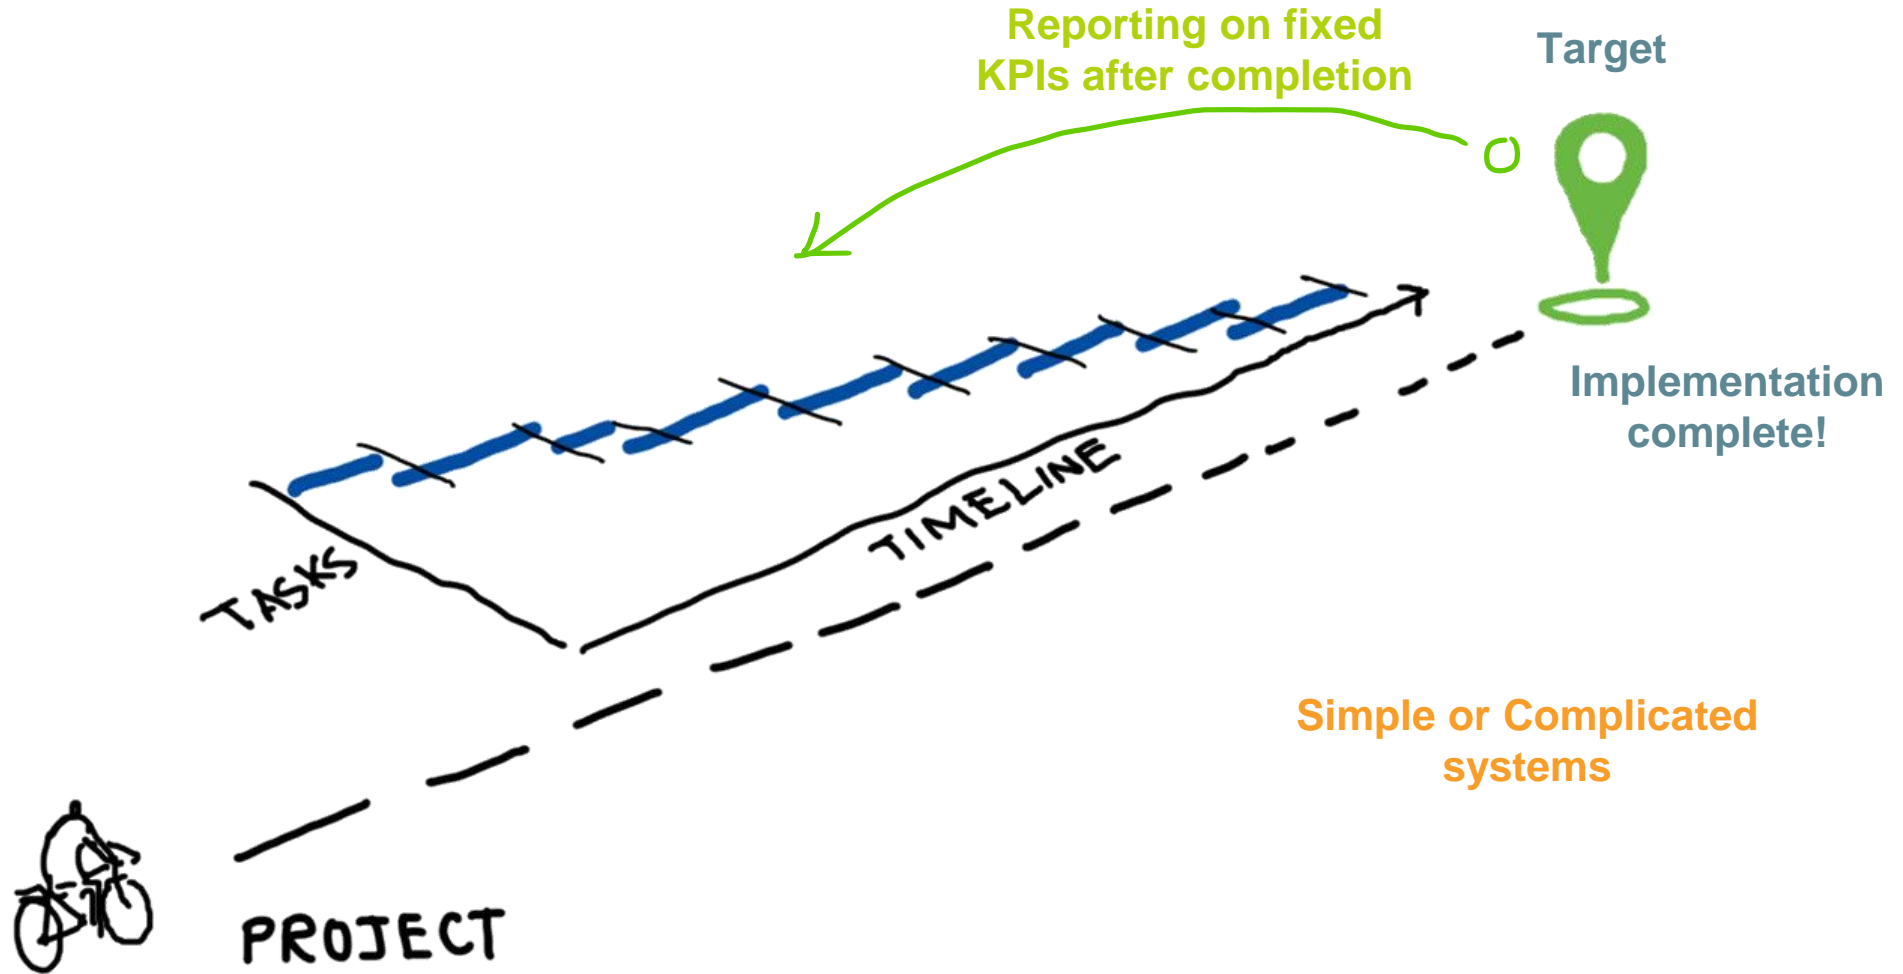 Reporting on fixed
KPIs after completion
Target
Implementation
complete!
TASKS
TIMELINE
Simple or Complicated
systems
PROJECT